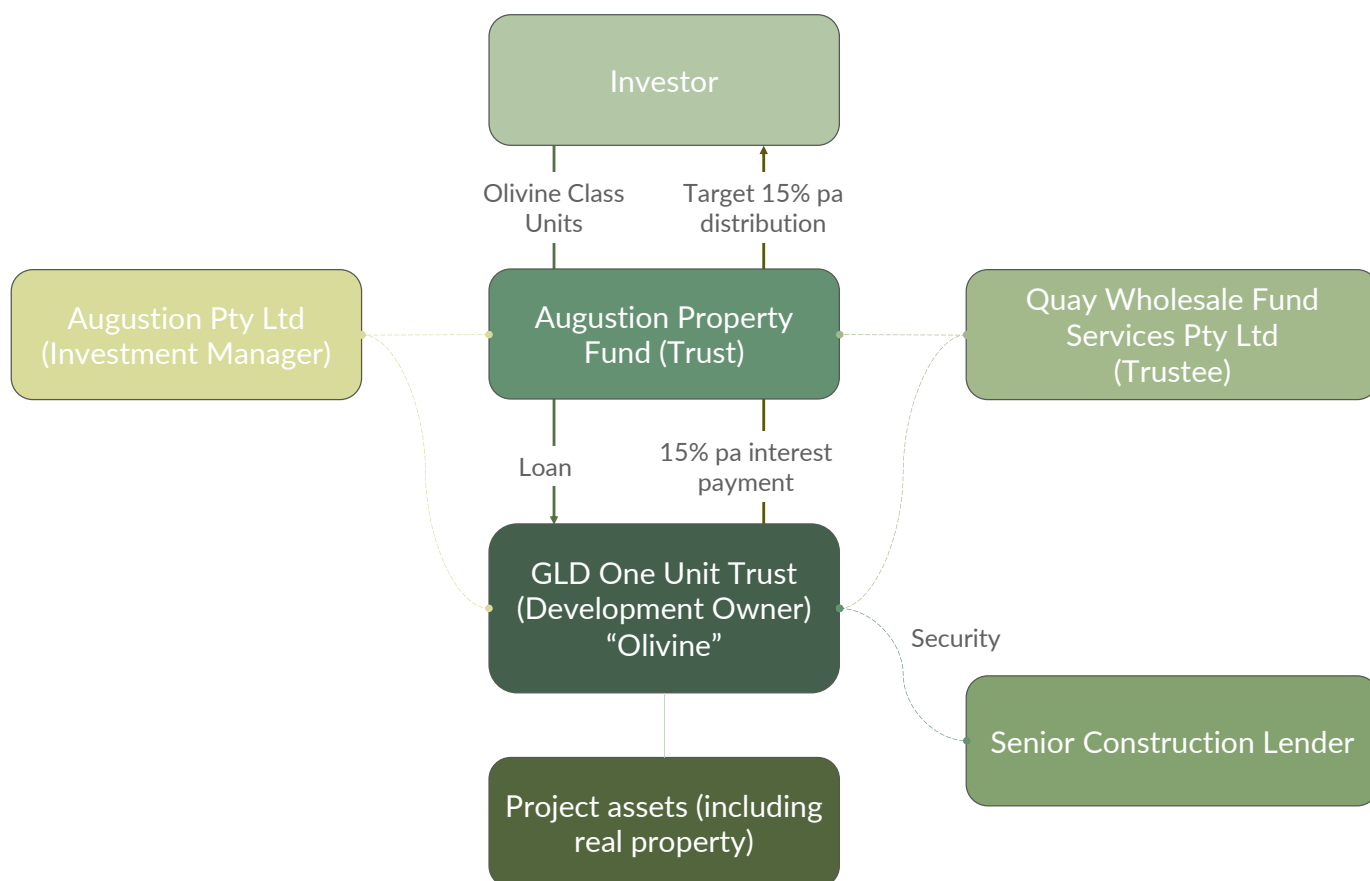 Investor
Olivine Class
Units
Target 15% pa
distribution
Augustion Pty Ltd
(Investment Manager)
Augustion Property
Fund (Trust)
Quay Wholesale Fund
Services Pty Ltd
(Trustee)
Loan
15% pa interest
payment
GLD One Unit Trust
(Development Owner)
“Olivine”
Security
Senior Construction Lender
Project assets (including
real property)